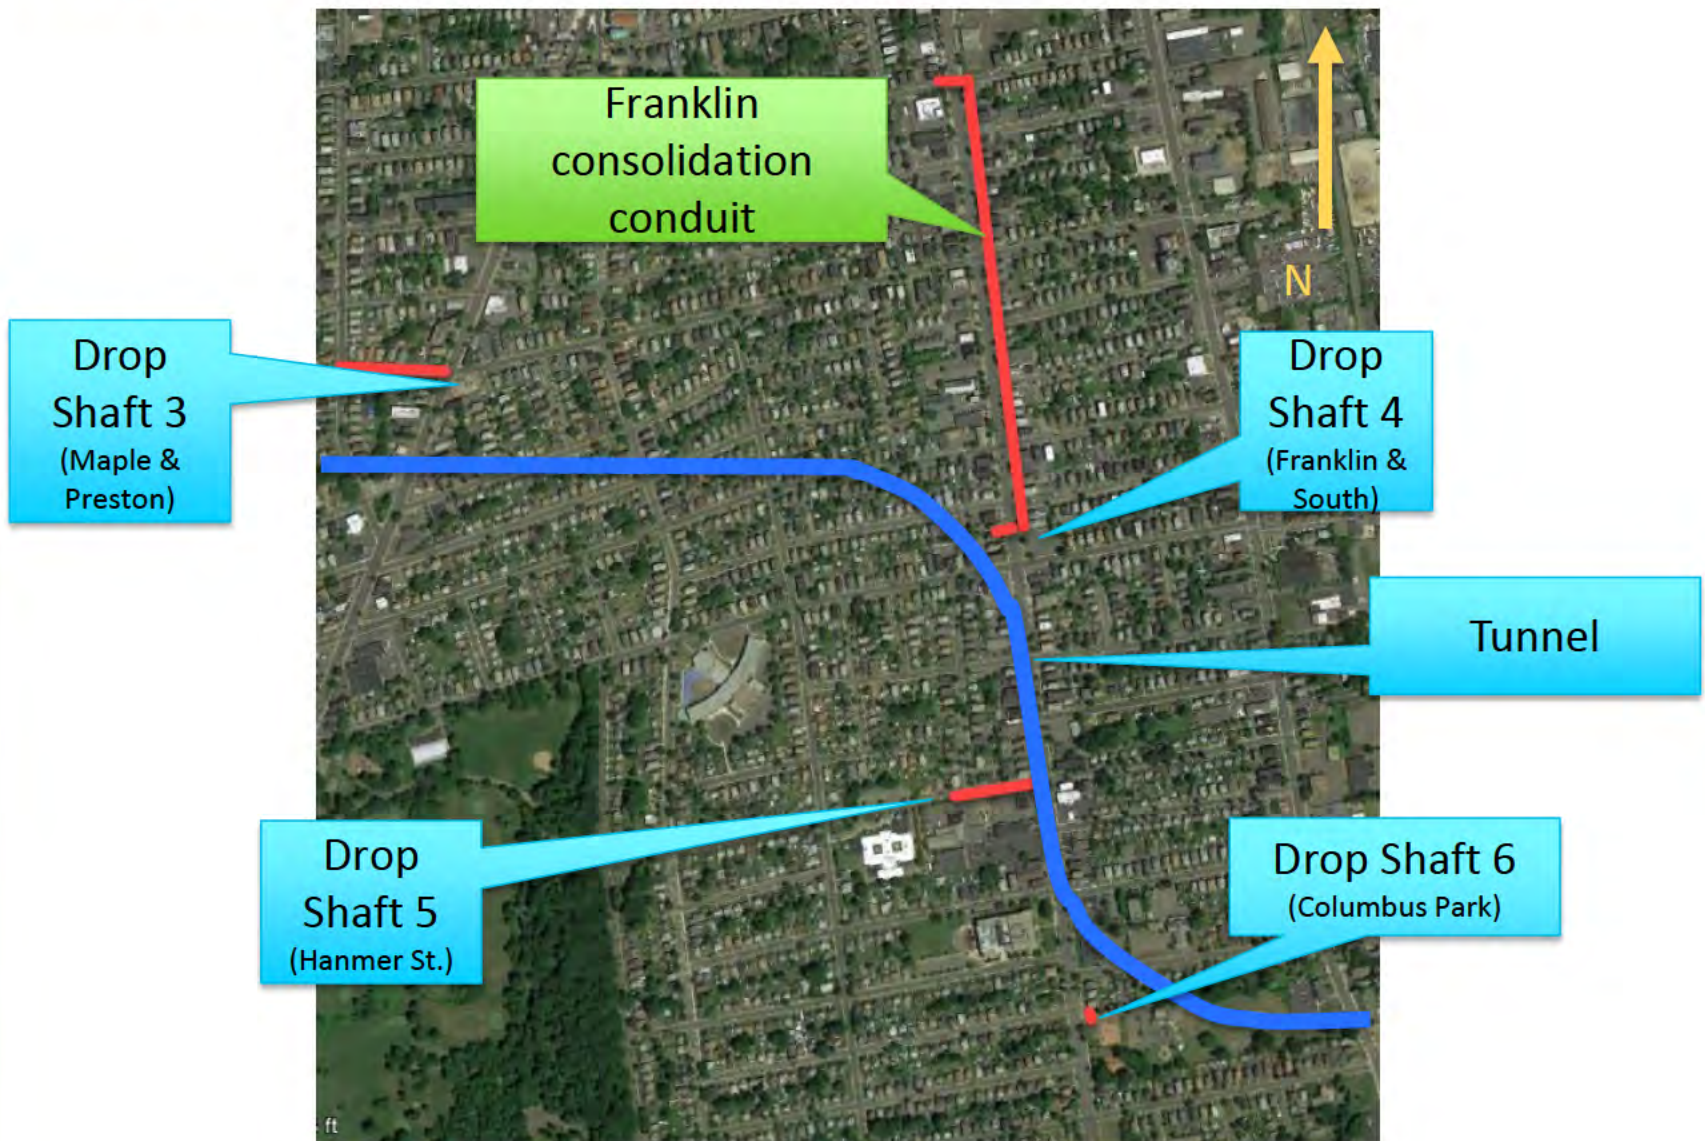 Franklin
consolidation
conduit
N
Drop
Shaft 3
(Maple &
Preston)
Drop
Shaft 4
(Franklin &
South)
Tunnel
Drop
Shaft 5
(Hanmer St.)
Drop Shaft 6
(Columbus Park)
ft